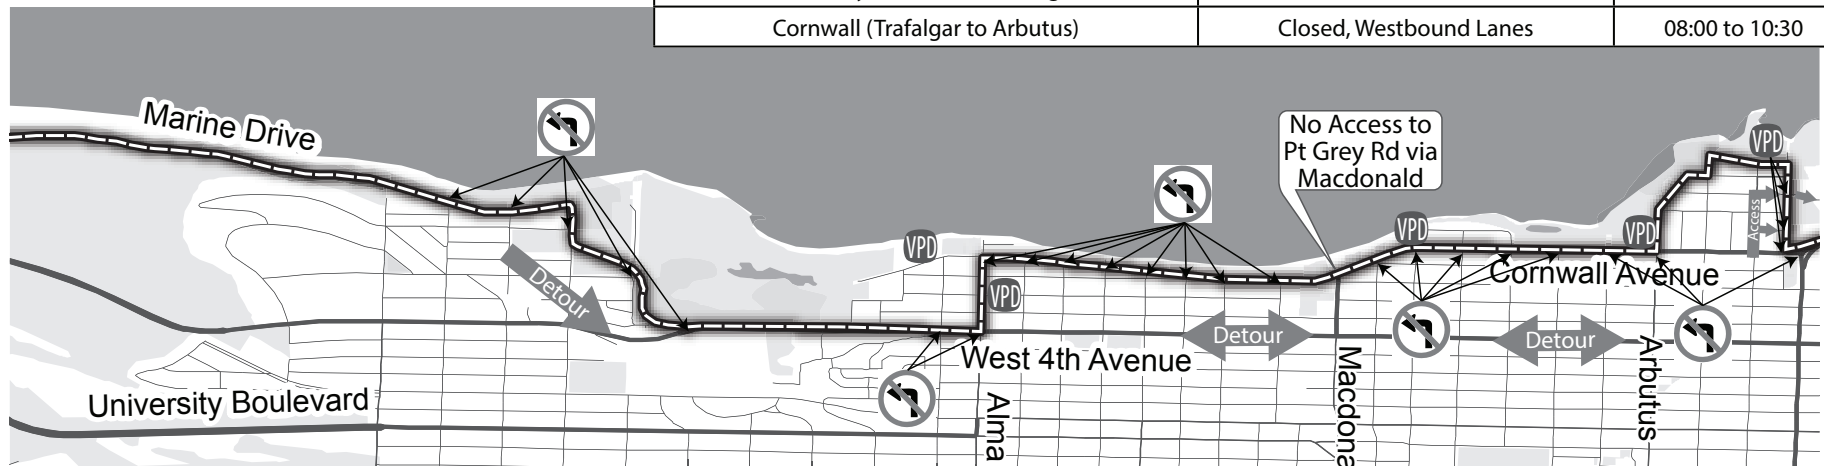 Cornwall (Trafalgar to Arbutus) Closed, Westbound Lanes 08:00 to 10:30
Marine Drive
No Access to
Pt Grey Rd via
Macdonald
VPD
VPD
VPD
VPD
Access
VPD
Cornwall Avenue
Detour
Detour
Detour
West 4th Avenue
University Boulevard
Alma
Macdona
Arbutus